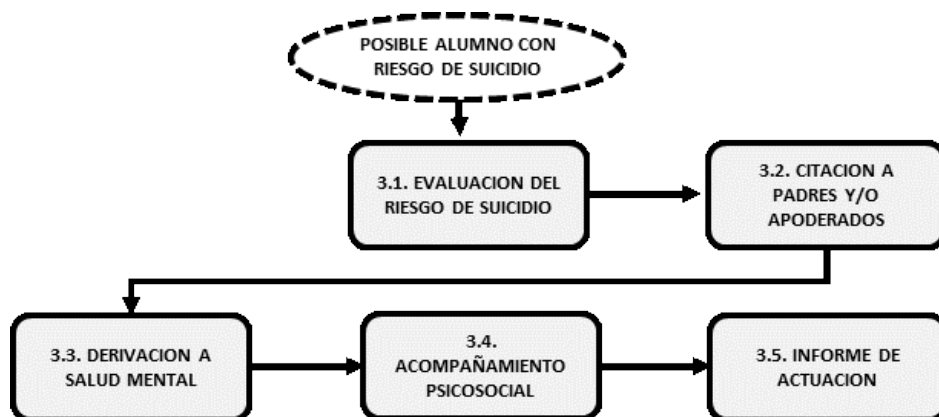 POSIBLE ALUMNO CON
RIESGO DE SUICIDIO
3.1. EVALUACION DEL
RIESGO DE SUICIDIO
3.2. CITACION A
PADRES Y/O
APODERADOS
3.3. DERIVACION A
SALUD MENTAL
3.4.
ACOMPAÑAMIENTO
PSICOSOCIAL
3.5. INFORME DE
ACTUACION